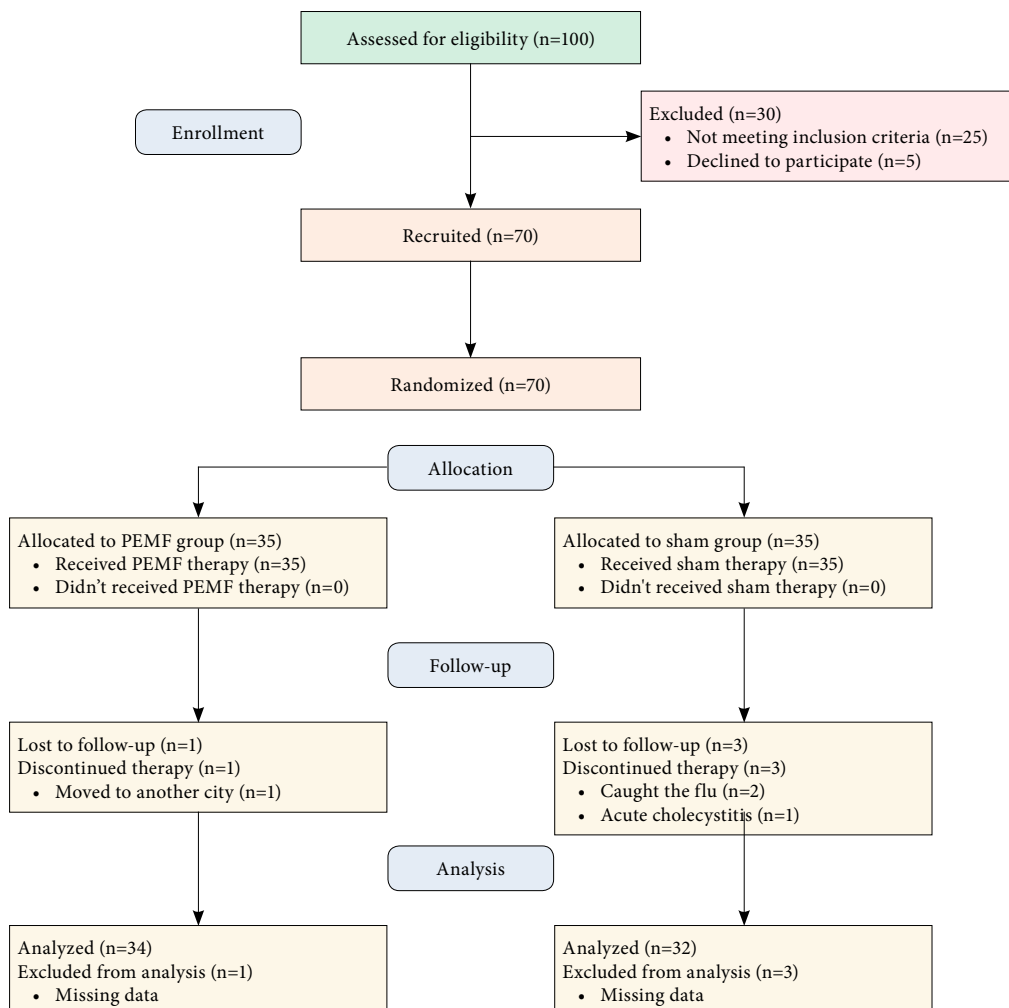 Assessed for eligibility (n=100)
Enrollment
Excluded (n=30)
• Not meeting inclusion criteria (n=25)
• Declined to participate (n=5)
Recruited (n=70)
Randomized (n=70)
Allocation
Allocated to PEMF group (n=35)
• Received PEMF therapy (n=35)
• Didn’t received PEMF therapy (n=0)
Allocated to sham group (n=35)
• Received sham therapy (n=35)
• Didn't received sham therapy (n=0)
Follow-up
Lost to follow-up (n=1)
Discontinued therapy (n=1)
• Moved to another city (n=1)
Lost to follow-up (n=3)
Discontinued therapy (n=3)
• Caught the flu (n=2)
• Acute cholecystitis (n=1)
Analysis
Analyzed (n=34)
Excluded from analysis (n=1)
• Missing data
Analyzed (n=32)
Excluded from analysis (n=3)
• Missing data